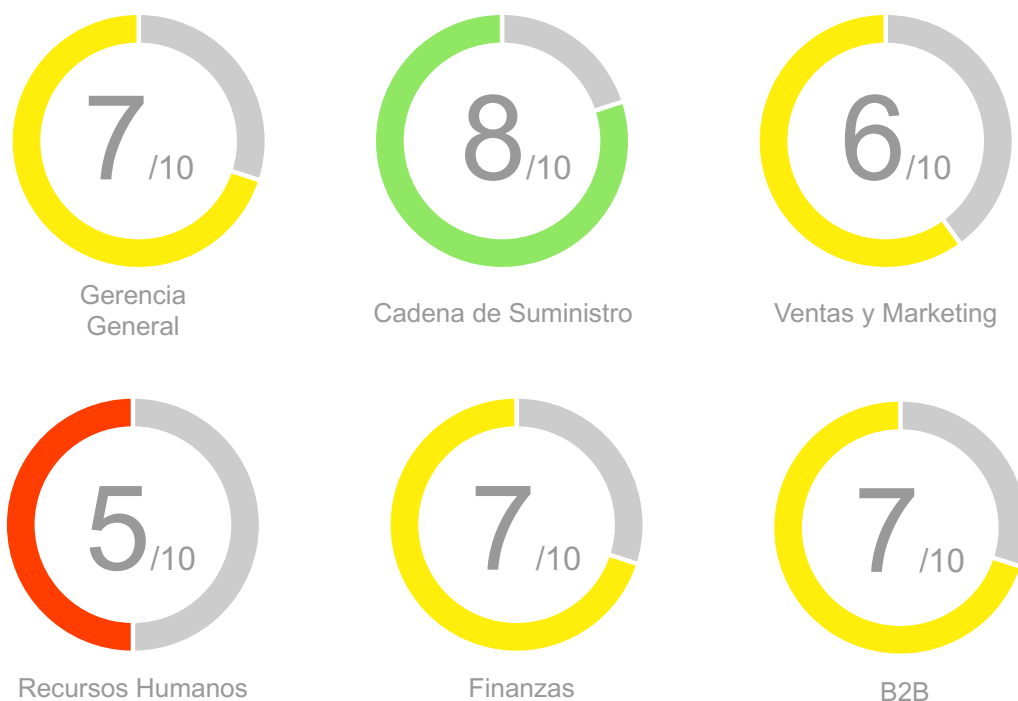 7/10
8/10
6/10
Gerencia
General
Cadena de Suministro
Ventas y Marketing
5/10
7/10
7/10
Recursos Humanos
Finanzas
B2B